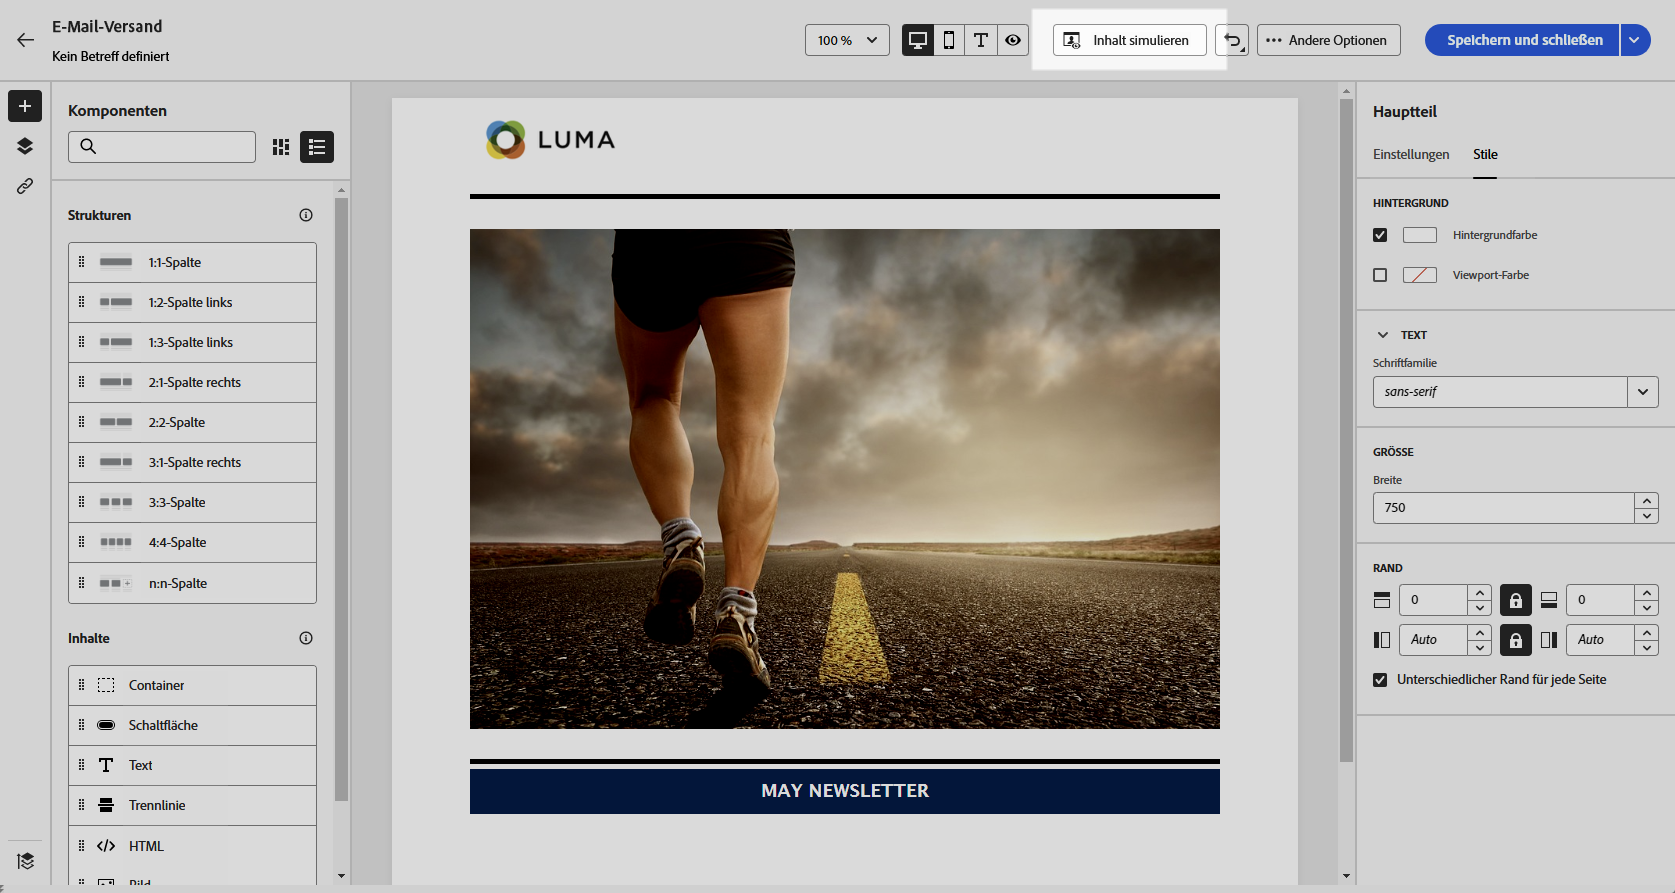 E-Mail-Versand
Kein Betreff definiert
100 %
Inhalt simulieren
Andere Optionen
Speichern und schließen
Komponenten
Strukturen
1:1-Spalte
1:2-Spalte links
1:3-Spalte links
2:1-Spalte rechts
2:2-Spalte
3:1-Spalte rechts
3:3-Spalte
4:4-Spalte
n:n-Spalte
Inhalte
Container
Schaltfläche
Text
Trennlinie
HTML
Bild
LUMA
MAY NEWSLETTER
Hauptteil
Einstellungen Stile
HINTERGRUND
Hintergrundfarbe
Viewport-Farbe
TEXT
Schriftfamilie
sans-serif
GRÖSSE
Breite
750
RAND
0 0
Auto Auto
Unterschiedlicher Rand für jede Seite